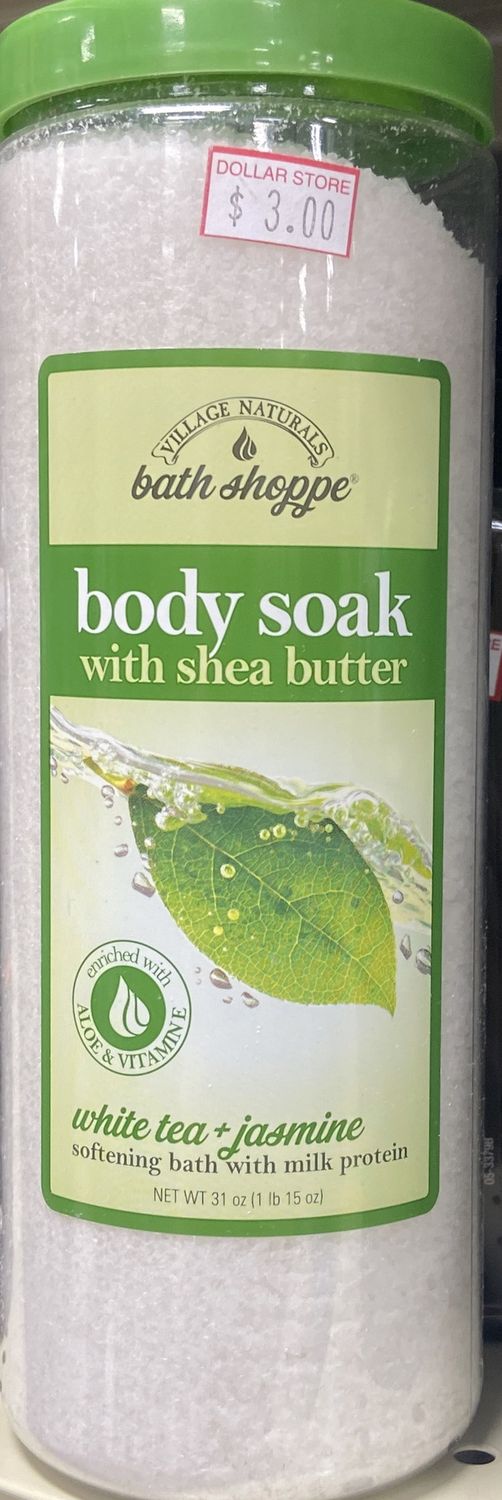 DOLLAR STORE
$ 3.00
VILLAGE NATURALS
bath shoppe®
body soak
with shea butter
enriched with
ALOE & VITAMIN E
white tea + jasmine
softening bath with milk protein
NET WT 31 oz (1 lb 15 oz)
E